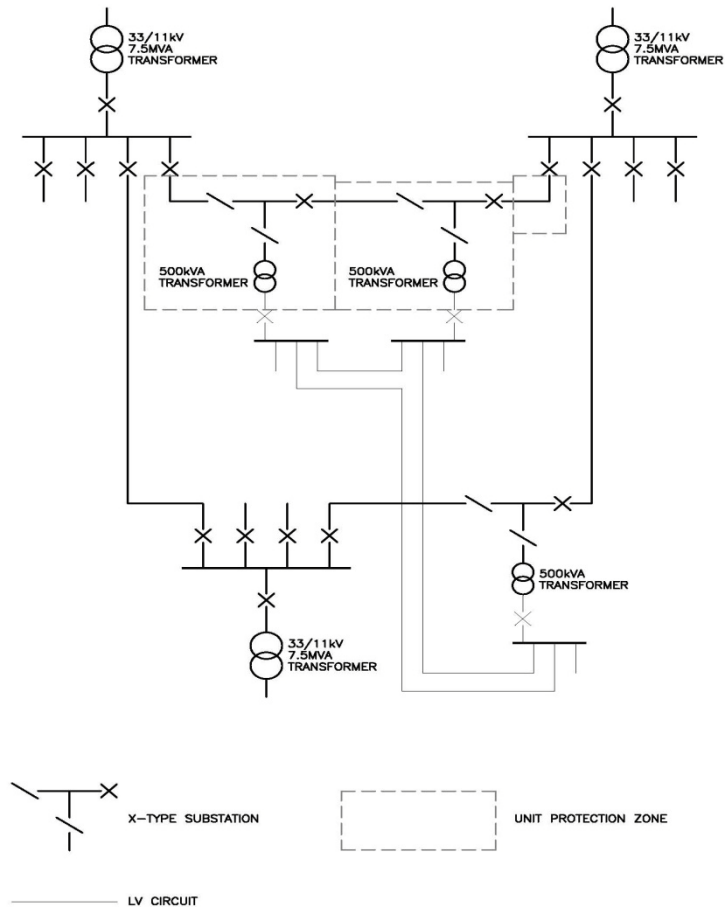 33/11kV
7.5MVA
TRANSFORMER
33/11kV
7.5MVA
TRANSFORMER
500kVA
TRANSFORMER
500kVA
TRANSFORMER
500kVA
TRANSFORMER
33/11kV
7.5MVA
TRANSFORMER
X-TYPE SUBSTATION
UNIT PROTECTION ZONE
LV CIRCUIT